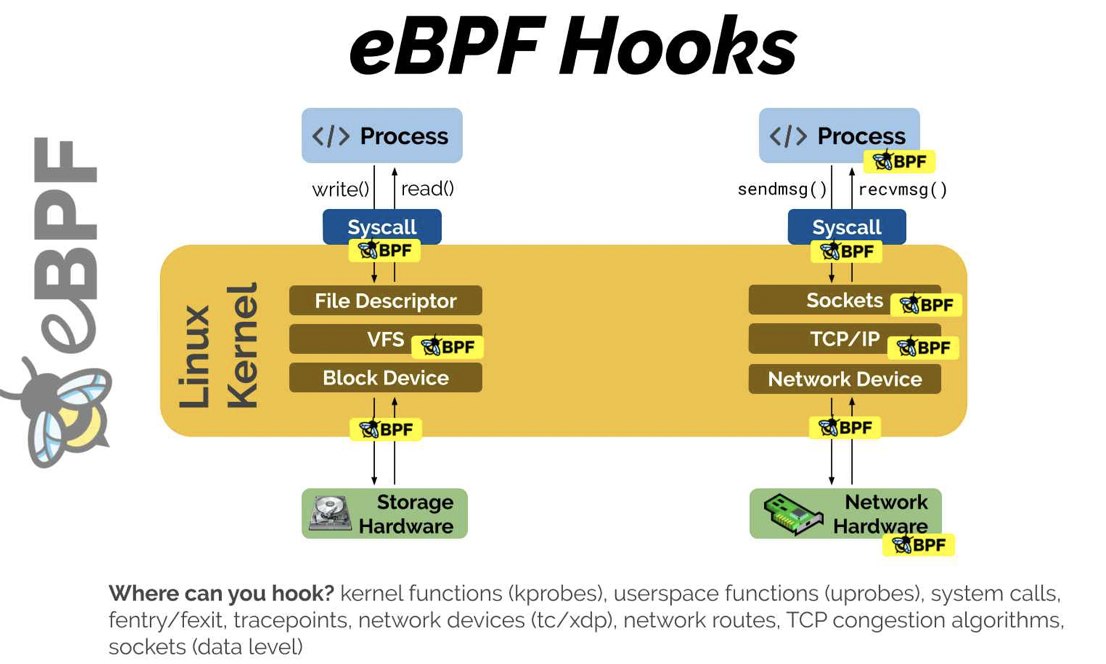 eBPF Hooks
eBPF
</> Process
write()
read()
Syscall
BPF
Linux
Kernel
File Descriptor
VFS
BPF
Block Device
BPF
Storage
Hardware
</> Process
BPF
sendmsg()
recvmsg()
Syscall
BPF
Sockets
BPF
TCP/IP
BPF
Network Device
BPF
Network
Hardware
BPF
Where can you hook? kernel functions (kprobes), userspace functions (uprobes), system calls,
fentry/fexit, tracepoints, network devices (tc/xdp), network routes, TCP congestion algorithms,
sockets (data level)